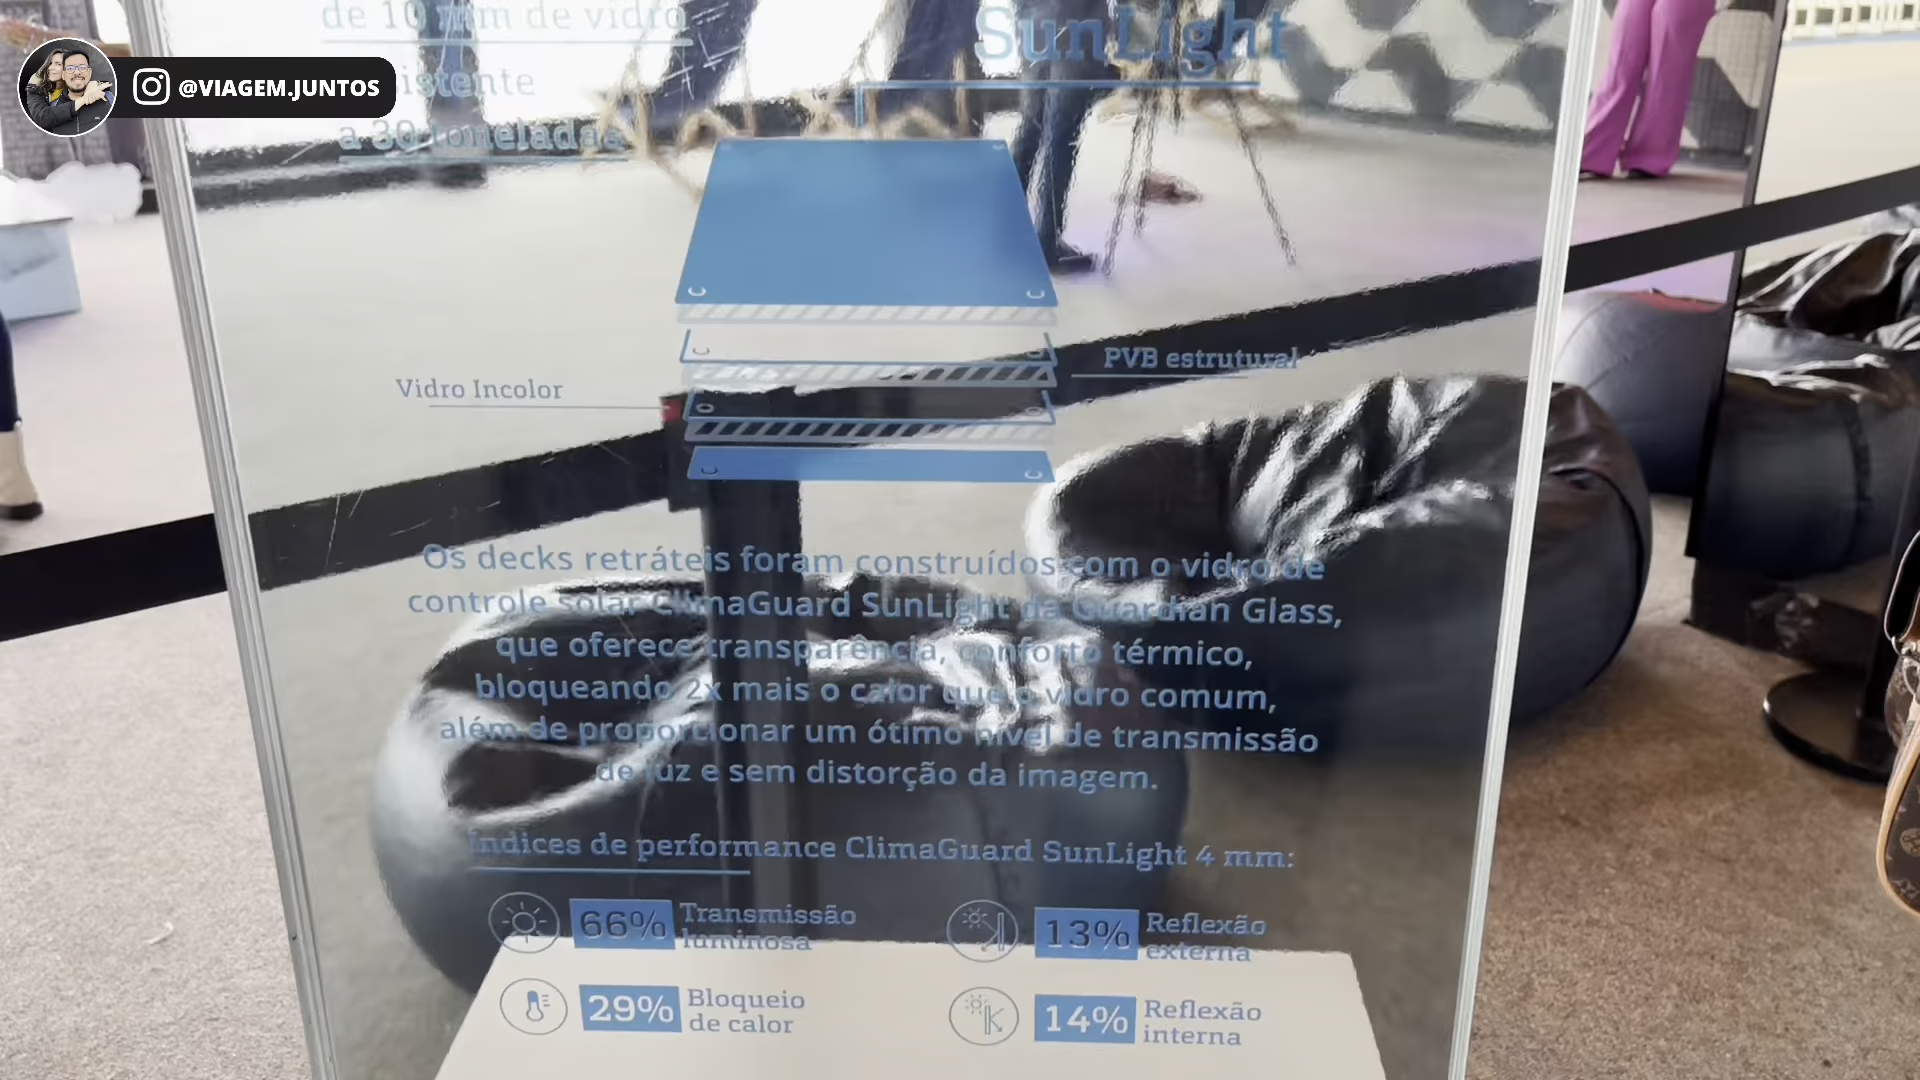 @VIAGEM.JUNTOS
de 10 mm de vidro
a 30 toneladas
SunLight
PVB estrutural
Vidro Incolor
Os decks retráteis foram construídos com o vidro de
controle solar ClimaGuard SunLight da Guardian Glass,
que oferece transparência, conforto térmico,
bloqueando 2x mais o calor que o vidro comum,
além de proporcionar um ótimo nível de transmissão
de luz e sem distorção da imagem.
Índices de performance ClimaGuard SunLight 4 mm:
66% Transmissão
luminosa
13% Reflexão
externa
29% Bloqueio
de calor
14% Reflexão
interna